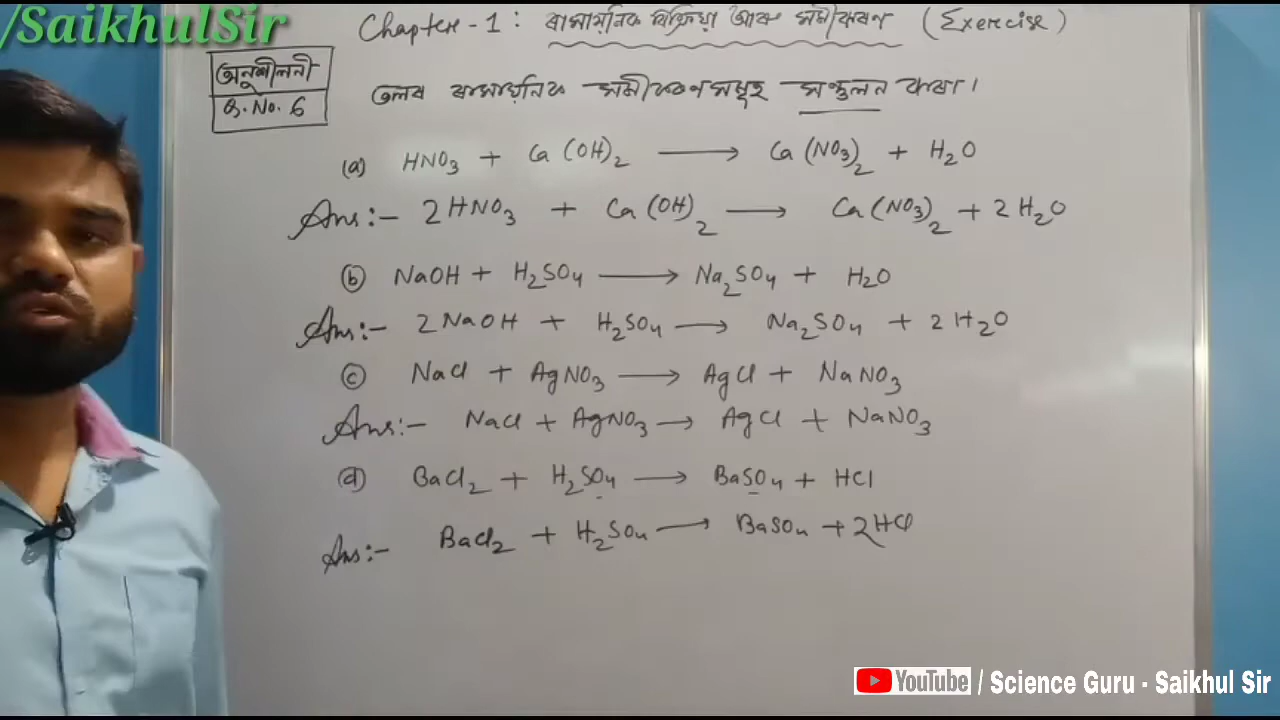 /SaikhulSir
Chapter - 1 : ৰাসায়নিক বিক্ৰিয়া আৰু সমীকৰণ (Exercise)
অনুশীলনী
Q. No. 6
তলৰ ৰাসায়নিক সমীকৰণ সমূহ সন্তুলন কৰা।
(a) HNO₃ + Ca(OH)₂ ⟶ Ca(NO₃)₂ + H₂O
Ans:- 2HNO₃ + Ca(OH)₂ ⟶ Ca(NO₃)₂ + 2H₂O
(b) NaOH + H₂SO₄ ⟶ Na₂SO₄ + H₂O
Ans:- 2NaOH + H₂SO₄ ⟶ Na₂SO₄ + 2H₂O
(c) NaCl + AgNO₃ ⟶ AgCl + NaNO₃
Ans:- NaCl + AgNO₃ ⟶ AgCl + NaNO₃
(d) BaCl₂ + H₂SO₄ ⟶ BaSO₄ + HCl
Ans:- BaCl₂ + H₂SO₄ ⟶ BaSO₄ + 2HCl
YouTube / Science Guru - Saikhul Sir